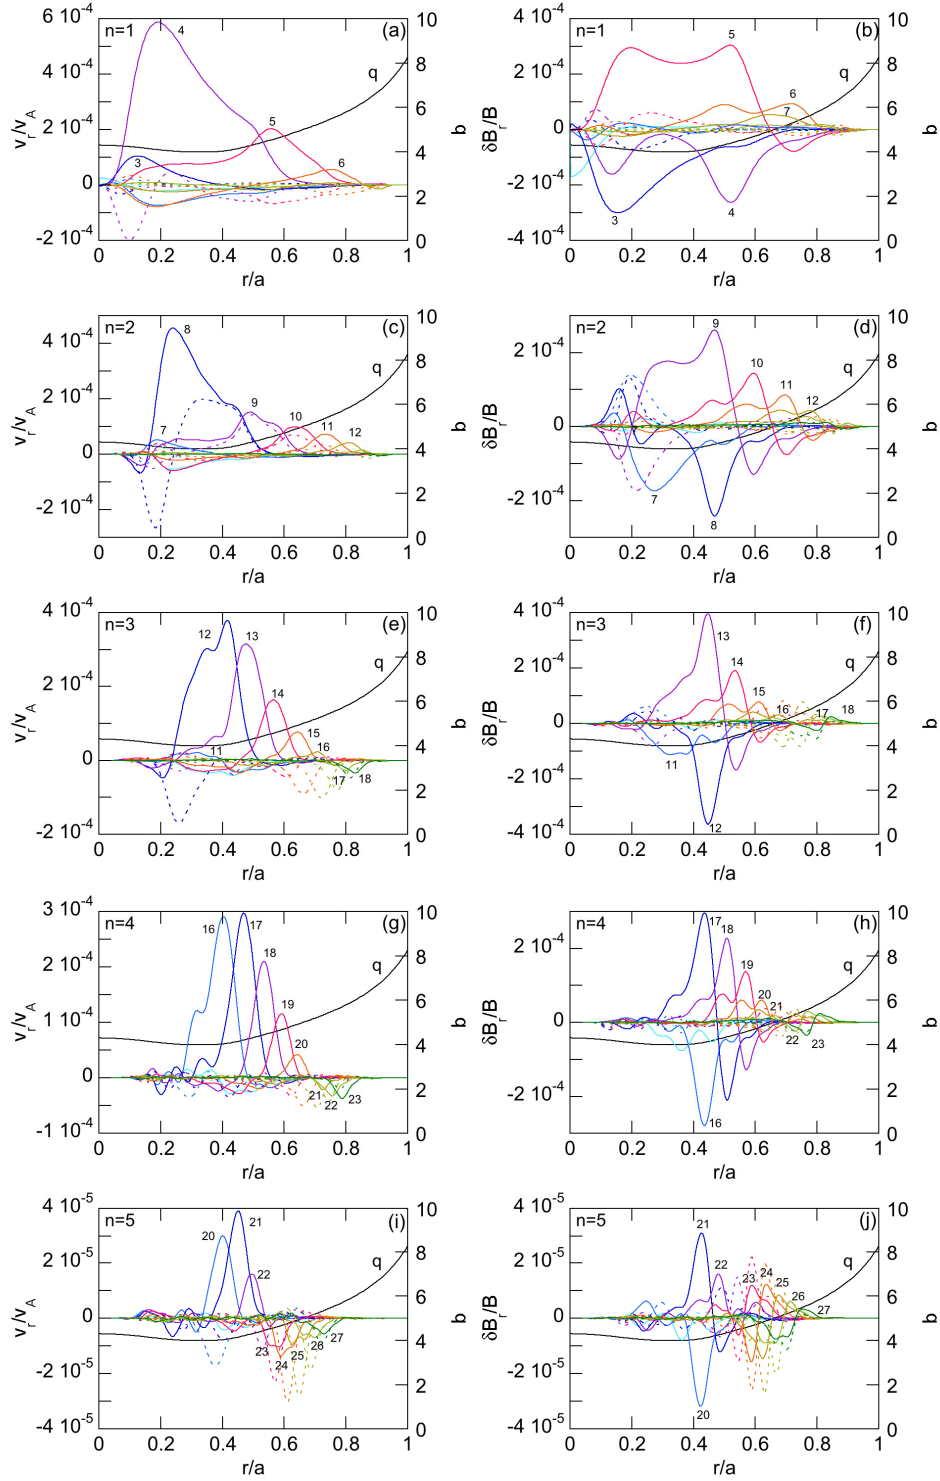 6 10⁻⁴
4 10⁻⁴
2 10⁻⁴
0
-2 10⁻⁴
vᵣ/v_A
n=1
(a)
4
5
3
6
q
10
8
6
4
2
0
q
0 0.2 0.4 0.6 0.8 1
r/a
4 10⁻⁴
2 10⁻⁴
0
-2 10⁻⁴
-4 10⁻⁴
δBᵣ/B
n=1
(b)
5
6
7
3
4
q
10
8
6
4
2
0
q
0 0.2 0.4 0.6 0.8 1
r/a
4 10⁻⁴
2 10⁻⁴
0
-2 10⁻⁴
vᵣ/v_A
n=2
(c)
8
7
9
10
11
12
q
10
8
6
4
2
0
q
0 0.2 0.4 0.6 0.8 1
r/a
2 10⁻⁴
0
-2 10⁻⁴
δBᵣ/B
n=2
(d)
9
10
11
12
7
8
q
10
8
6
4
2
0
q
0 0.2 0.4 0.6 0.8 1
r/a
4 10⁻⁴
2 10⁻⁴
0
-2 10⁻⁴
vᵣ/v_A
n=3
(e)
12
13
14
15
11
16
17
18
q
10
8
6
4
2
0
q
0 0.2 0.4 0.6 0.8 1
r/a
4 10⁻⁴
2 10⁻⁴
0
-2 10⁻⁴
-4 10⁻⁴
δBᵣ/B
n=3
(f)
13
14
15
16
17
18
11
12
q
10
8
6
4
2
0
q
0 0.2 0.4 0.6 0.8 1
r/a
3 10⁻⁴
1 10⁻⁴
0
-1 10⁻⁴
vᵣ/v_A
n=4
(g)
16
17
18
19
20
21
22
23
q
10
8
6
4
2
0
q
0 0.2 0.4 0.6 0.8 1
r/a
2 10⁻⁴
0
-2 10⁻⁴
δBᵣ/B
n=4
(h)
17
18
19
20
21
22
23
16
q
10
8
6
4
2
0
q
0 0.2 0.4 0.6 0.8 1
r/a
4 10⁻⁵
2 10⁻⁵
0
-2 10⁻⁵
-4 10⁻⁵
vᵣ/v_A
n=5
(i)
20
21
22
23
24
25
26
27
q
10
8
6
4
2
0
q
0 0.2 0.4 0.6 0.8 1
r/a
4 10⁻⁵
2 10⁻⁵
0
-2 10⁻⁵
-4 10⁻⁵
δBᵣ/B
n=5
(j)
21
22
23
24
25
26
27
20
q
10
8
6
4
2
0
q
0 0.2 0.4 0.6 0.8 1
r/a